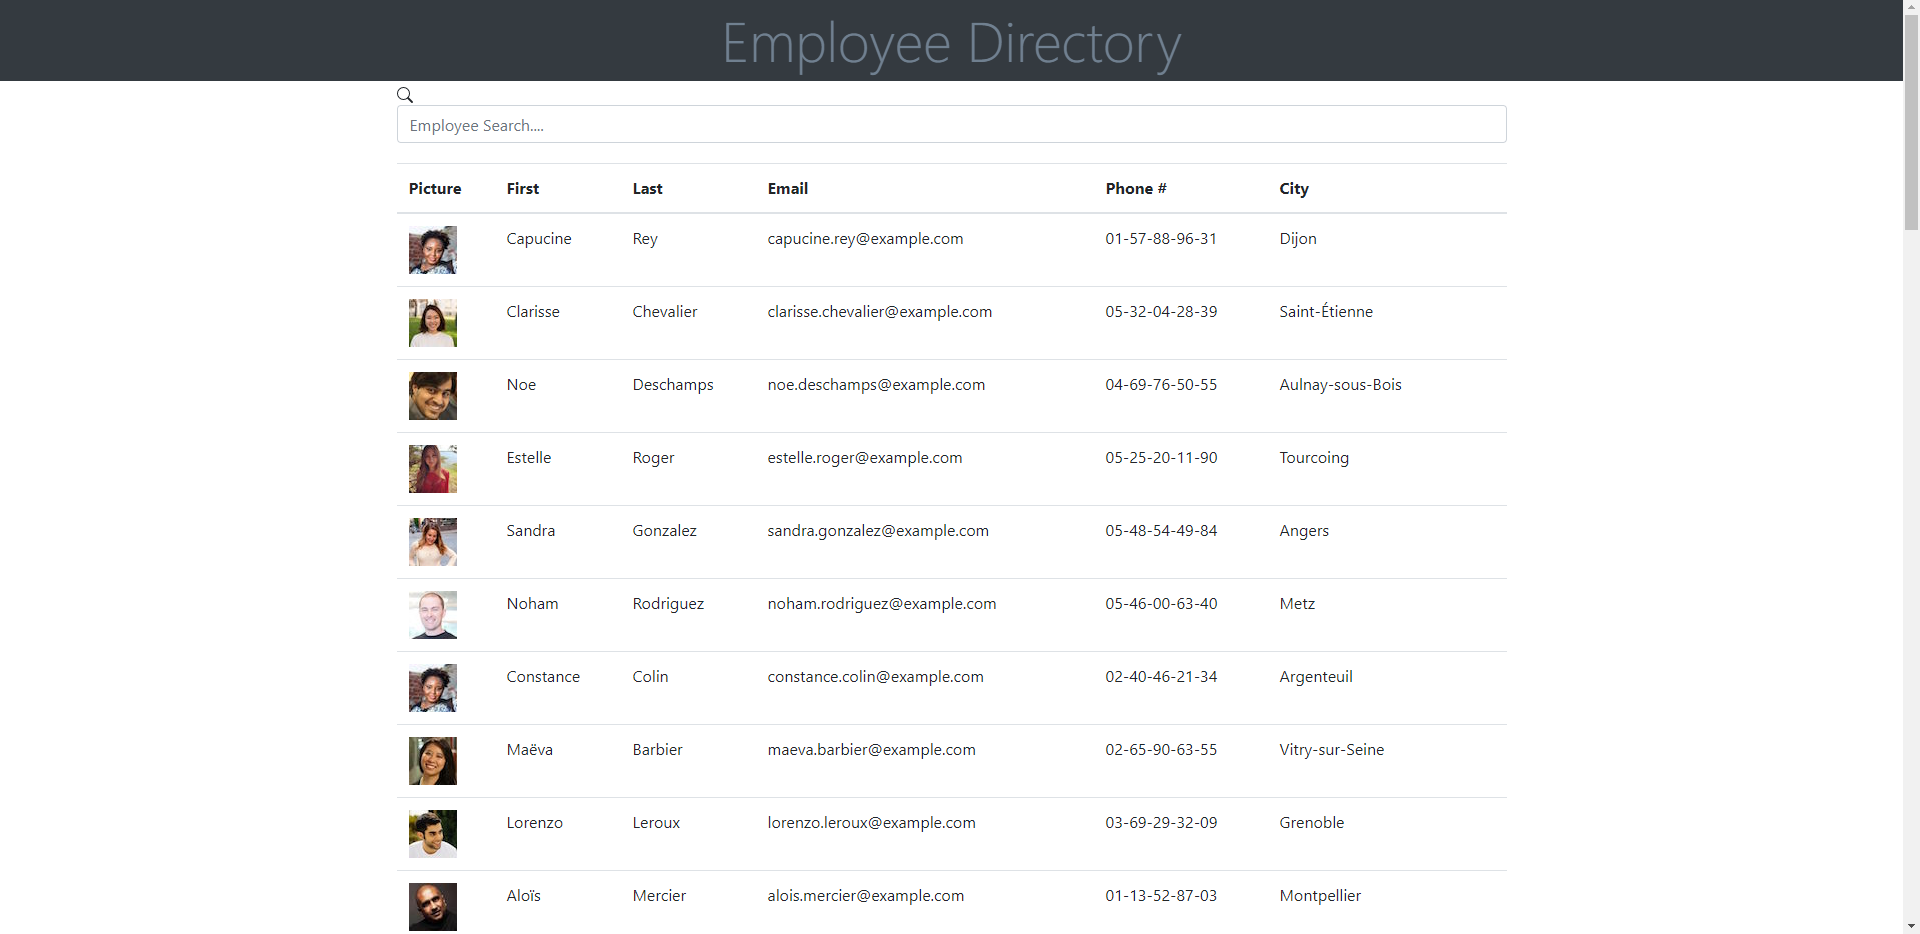 Employee Directory
Employee Search....
Picture First Last Email Phone # City
Capucine Rey capucine.rey@example.com 01-57-88-96-31 Dijon
Clarisse Chevalier clarisse.chevalier@example.com 05-32-04-28-39 Saint-Étienne
Noe Deschamps noe.deschamps@example.com 04-69-76-50-55 Aulnay-sous-Bois
Estelle Roger estelle.roger@example.com 05-25-20-11-90 Tourcoing
Sandra Gonzalez sandra.gonzalez@example.com 05-48-54-49-84 Angers
Noham Rodriguez noham.rodriguez@example.com 05-46-00-63-40 Metz
Constance Colin constance.colin@example.com 02-40-46-21-34 Argenteuil
Maëva Barbier maeva.barbier@example.com 02-65-90-63-55 Vitry-sur-Seine
Lorenzo Leroux lorenzo.leroux@example.com 03-69-29-32-09 Grenoble
Aloïs Mercier alois.mercier@example.com 01-13-52-87-03 Montpellier